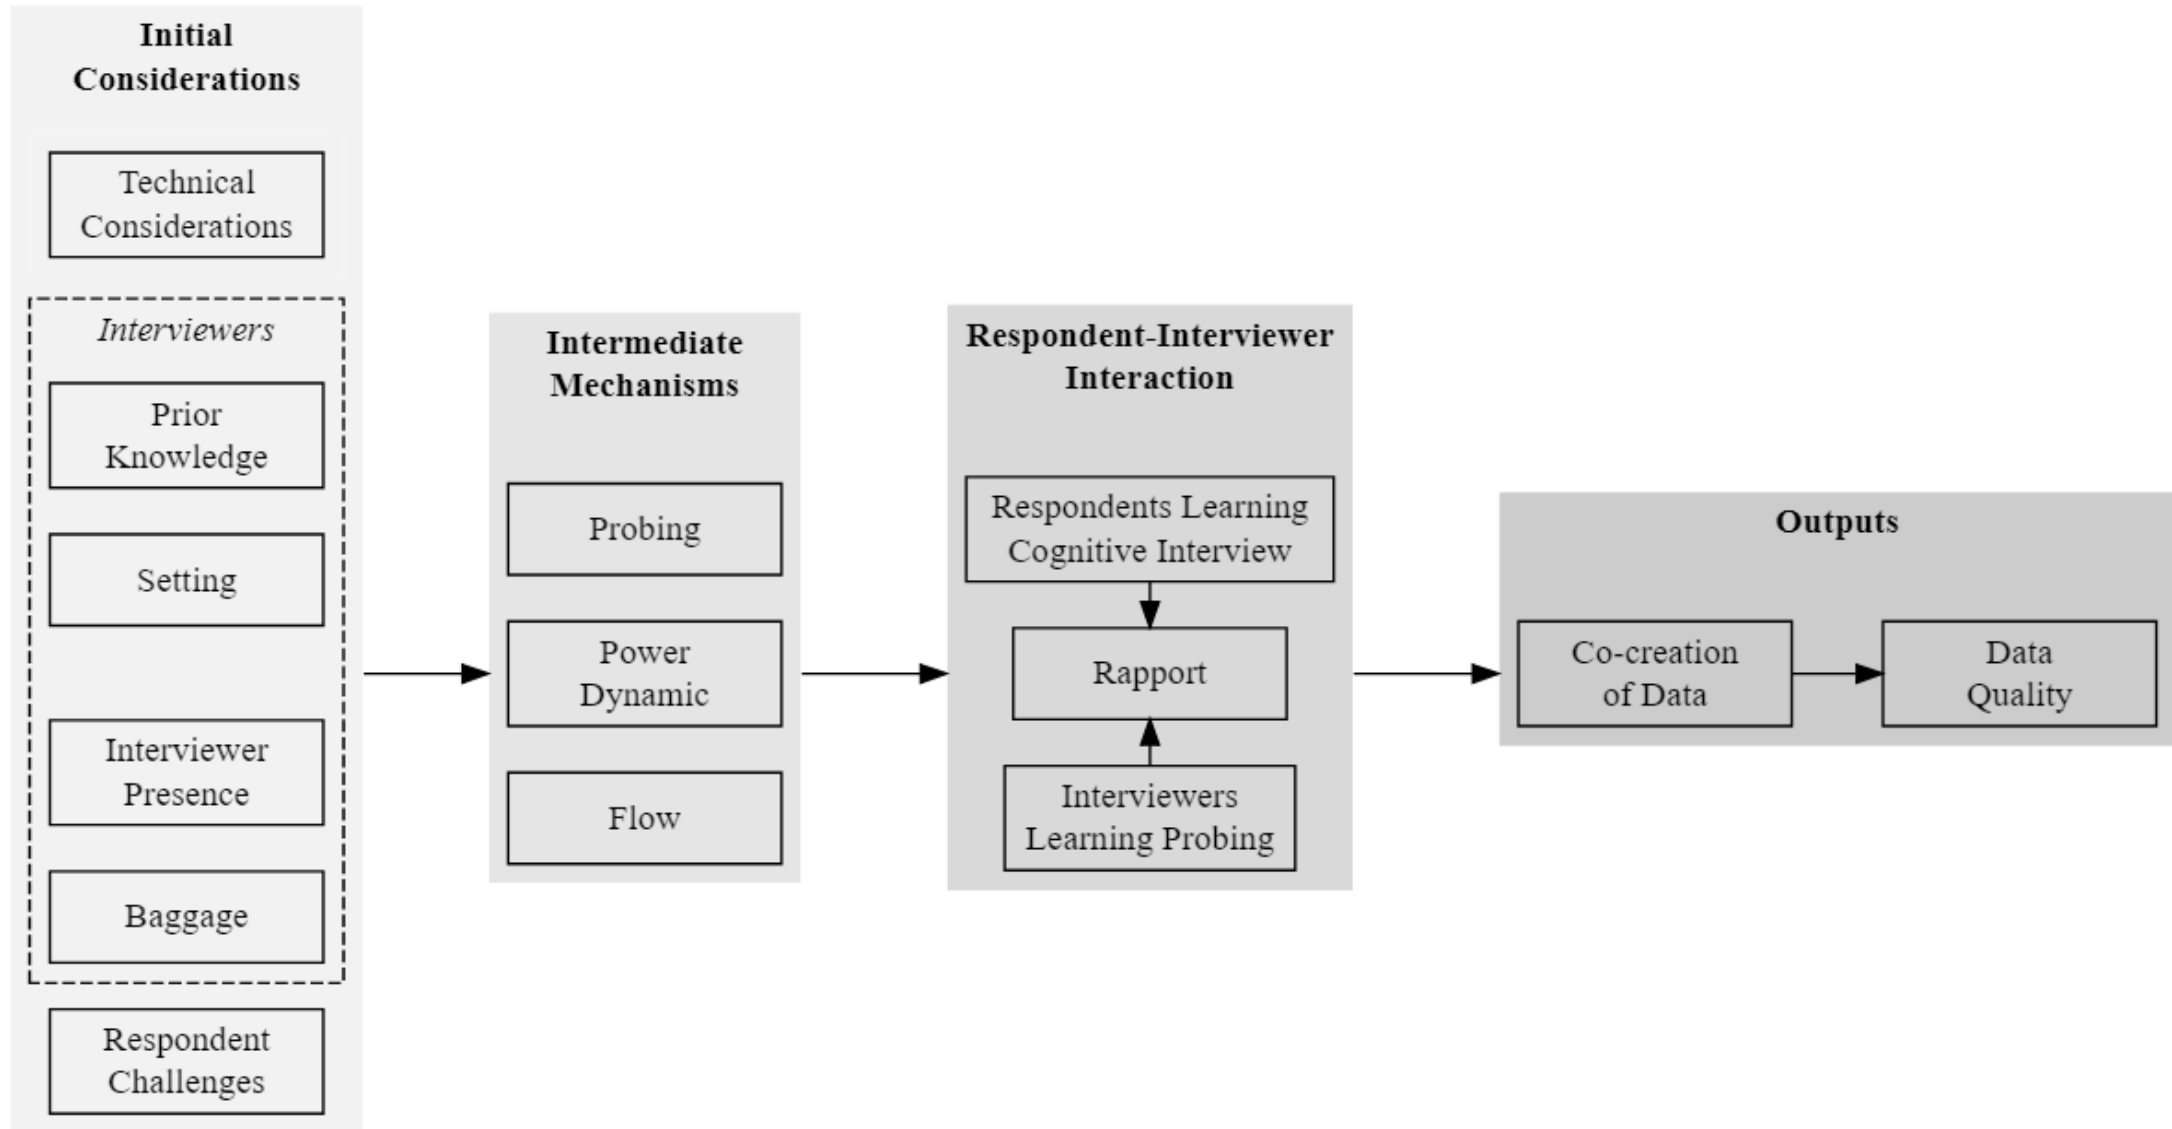 Initial
Considerations
Technical
Considerations
Interviewers
Prior
Knowledge
Setting
Interviewer
Presence
Baggage
Respondent
Challenges
Intermediate
Mechanisms
Probing
Power
Dynamic
Flow
Respondent-Interviewer
Interaction
Respondents Learning
Cognitive Interview
Rapport
Interviewers
Learning Probing
Outputs
Co-creation
of Data
Data
Quality